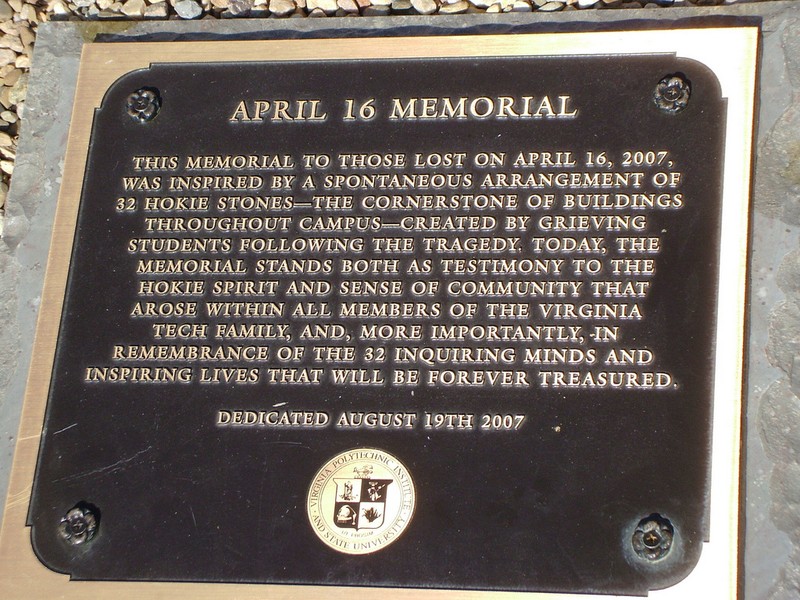 APRIL 16 MEMORIAL
THIS MEMORIAL TO THOSE LOST ON APRIL 16, 2007,
WAS INSPIRED BY A SPONTANEOUS ARRANGEMENT OF
32 HOKIE STONES—THE CORNERSTONE OF BUILDINGS
THROUGHOUT CAMPUS—CREATED BY GRIEVING
STUDENTS FOLLOWING THE TRAGEDY. TODAY, THE
MEMORIAL STANDS BOTH AS TESTIMONY TO THE
HOKIE SPIRIT AND SENSE OF COMMUNITY THAT
AROSE WITHIN ALL MEMBERS OF THE VIRGINIA
TECH FAMILY, AND, MORE IMPORTANTLY, IN
REMEMBRANCE OF THE 32 INQUIRING MINDS AND
INSPIRING LIVES THAT WILL BE FOREVER TREASURED.
DEDICATED AUGUST 19TH 2007
VIRGINIA POLYTECHNIC INSTITUTE
AND STATE UNIVERSITY